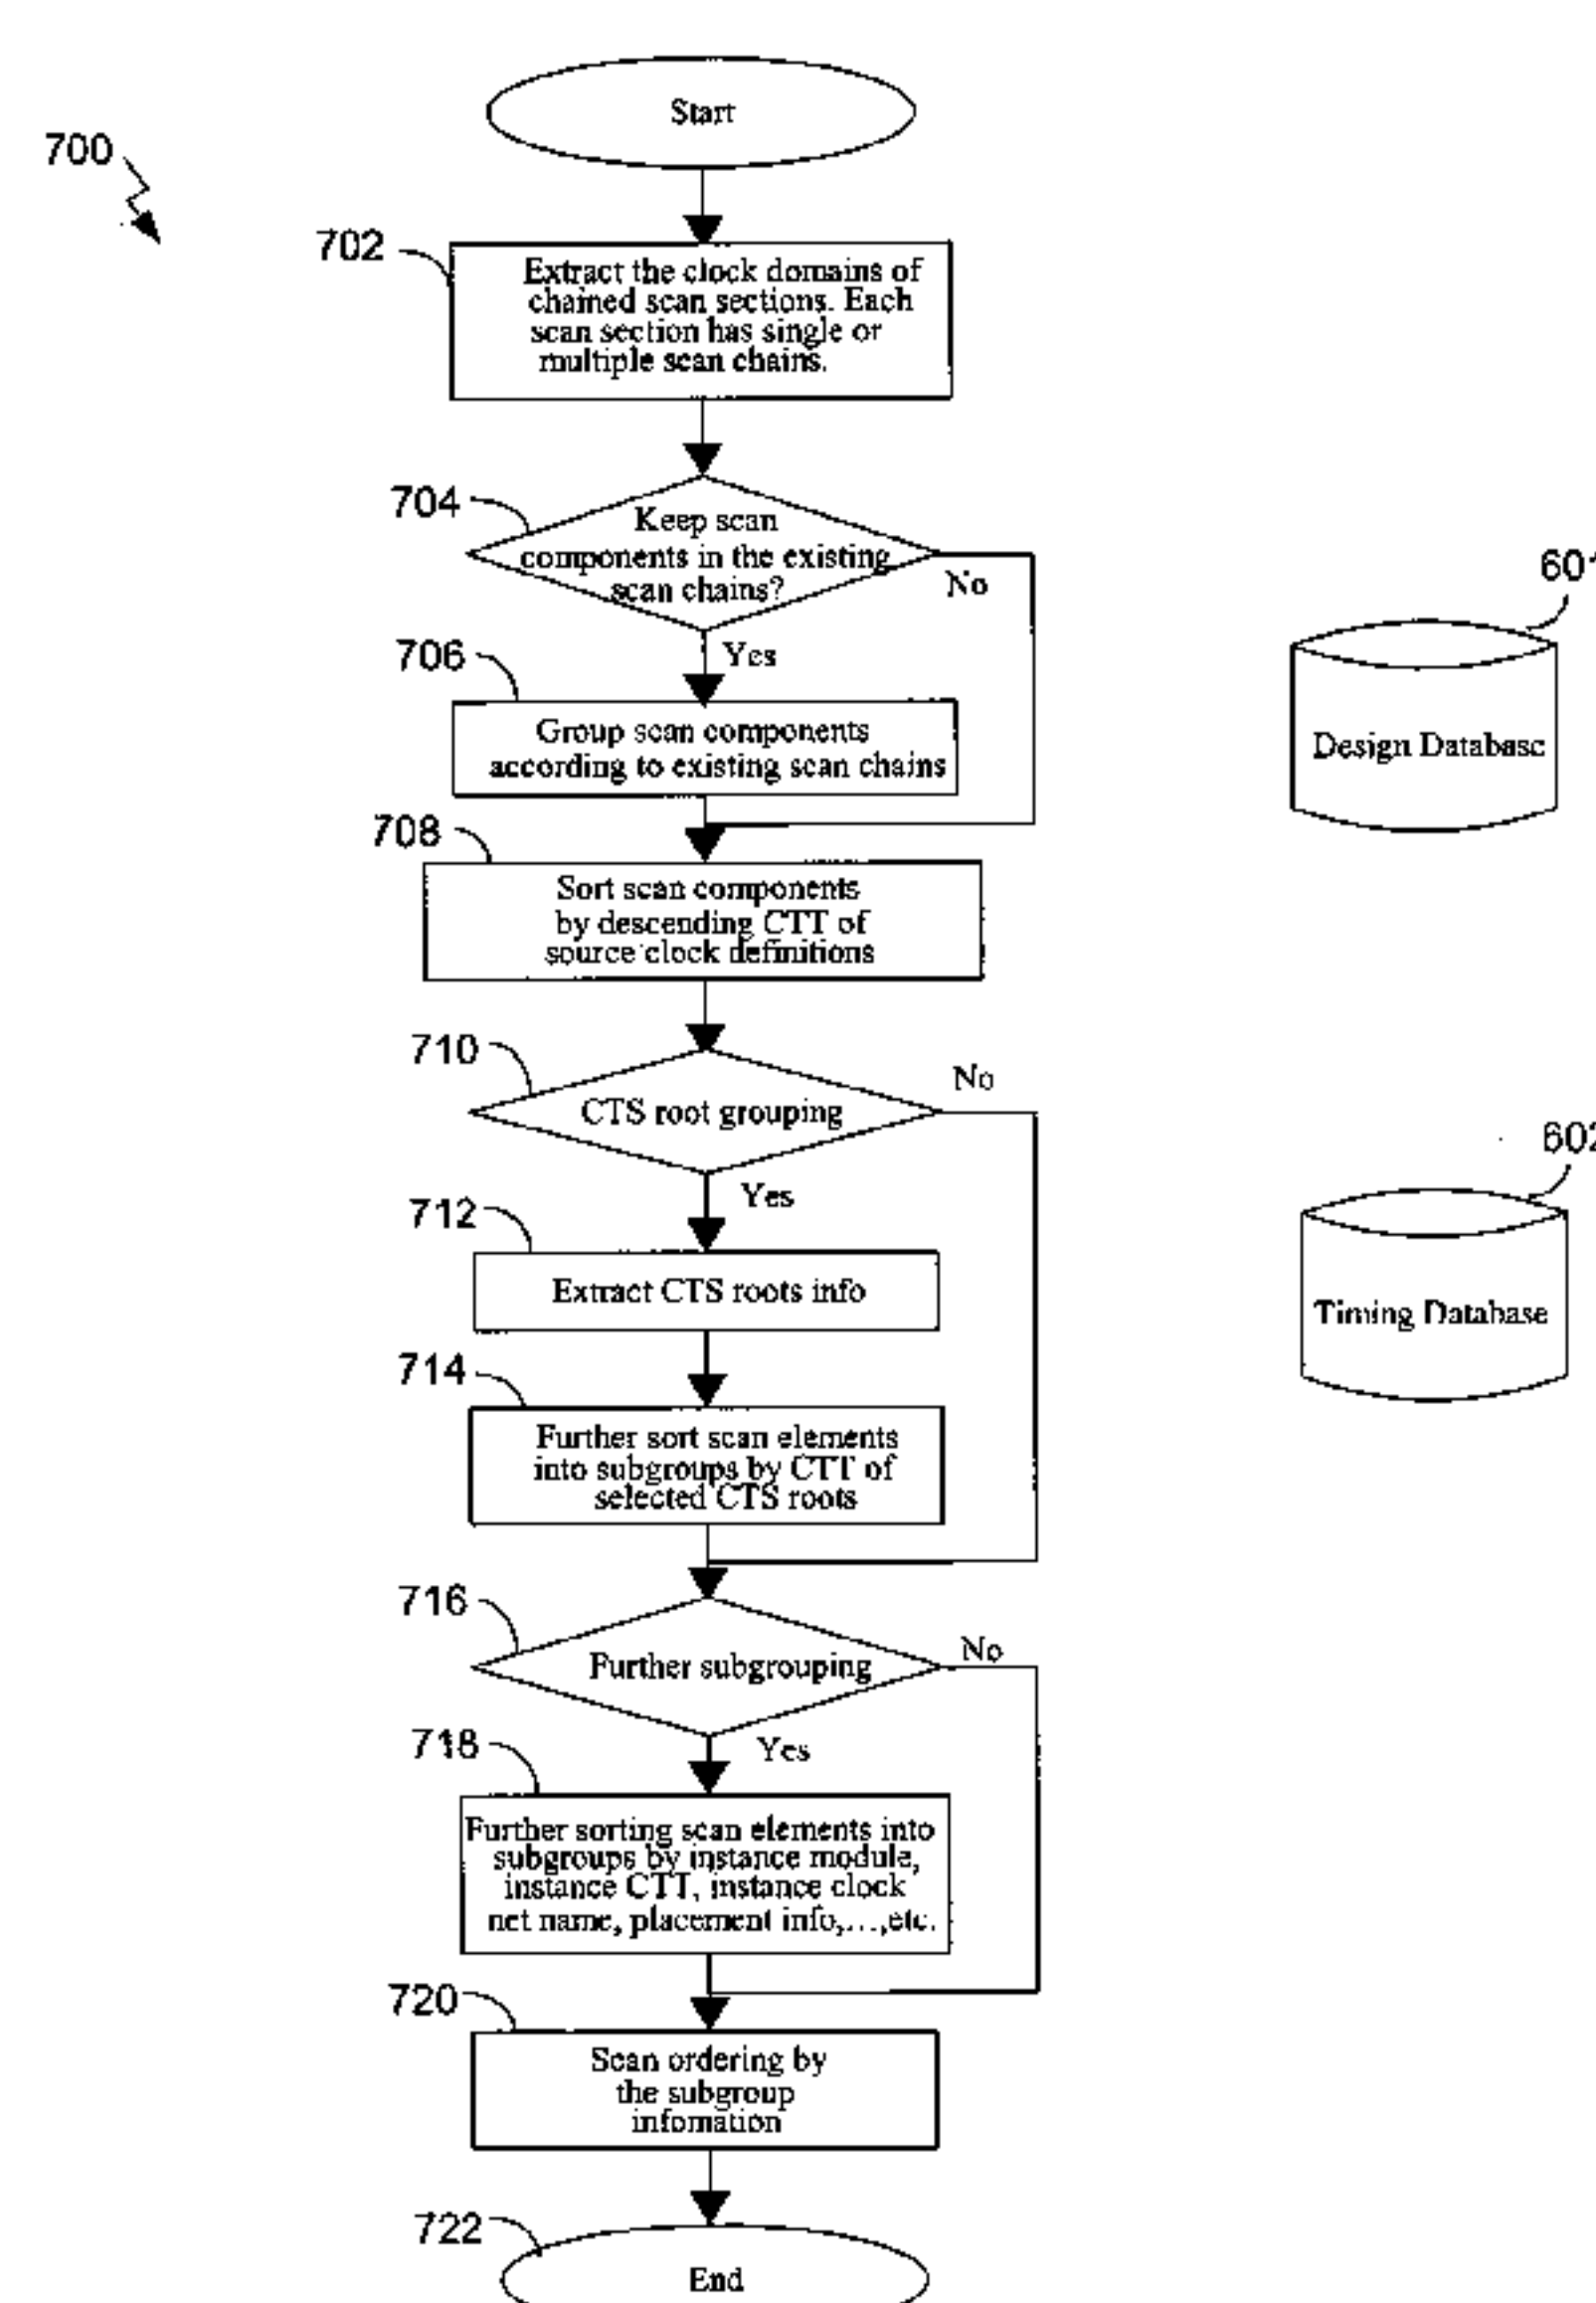 Start
700
702
Extract the clock domains of
chained scan sections. Each
scan section has single or
multiple scan chains.
704
Keep scan
components in the existing
scan chains?
No
601
706
Yes
Group scan components
according to existing scan chains
Design Database
708
Sort scan components
by descending CTT of
source clock definitions
710
No
CTS root grouping
602
712
Yes
Extract CTS roots info
Timing Database
714
Further sort scan elements
into subgroups by CTT of
selected CTS roots
716
No
Further subgrouping
718
Yes
Further sorting scan elements into
subgroups by instance module,
instance CTT, instance clock
net name, placement info,...,etc.
720
Scan ordering by
the subgroup
infomation
722
End